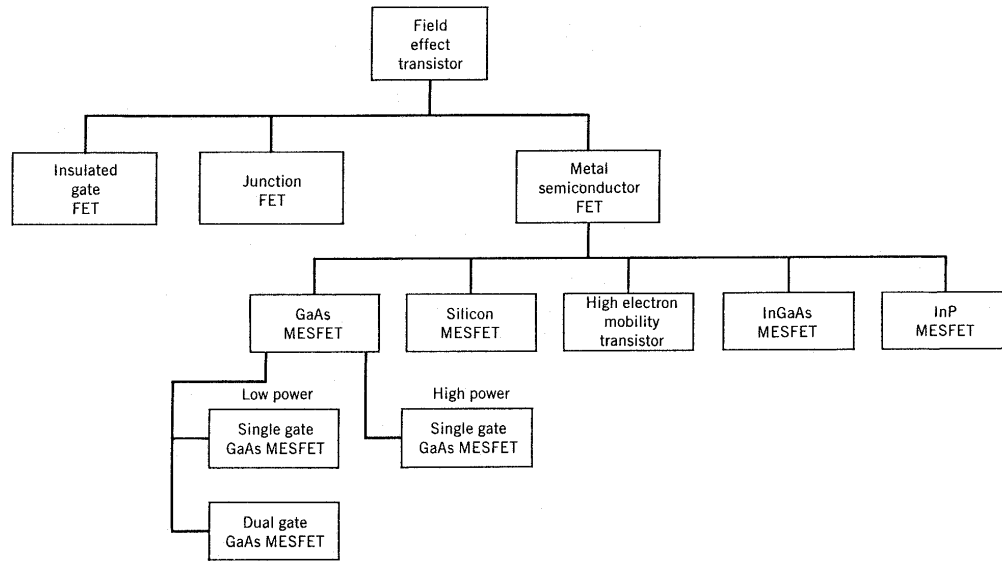 Field
effect
transistor
Insulated
gate
FET
Junction
FET
Metal
semiconductor
FET
GaAs
MESFET
Silicon
MESFET
High electron
mobility
transistor
InGaAs
MESFET
InP
MESFET
Low power
High power
Single gate
GaAs MESFET
Single gate
GaAs MESFET
Dual gate
GaAs MESFET